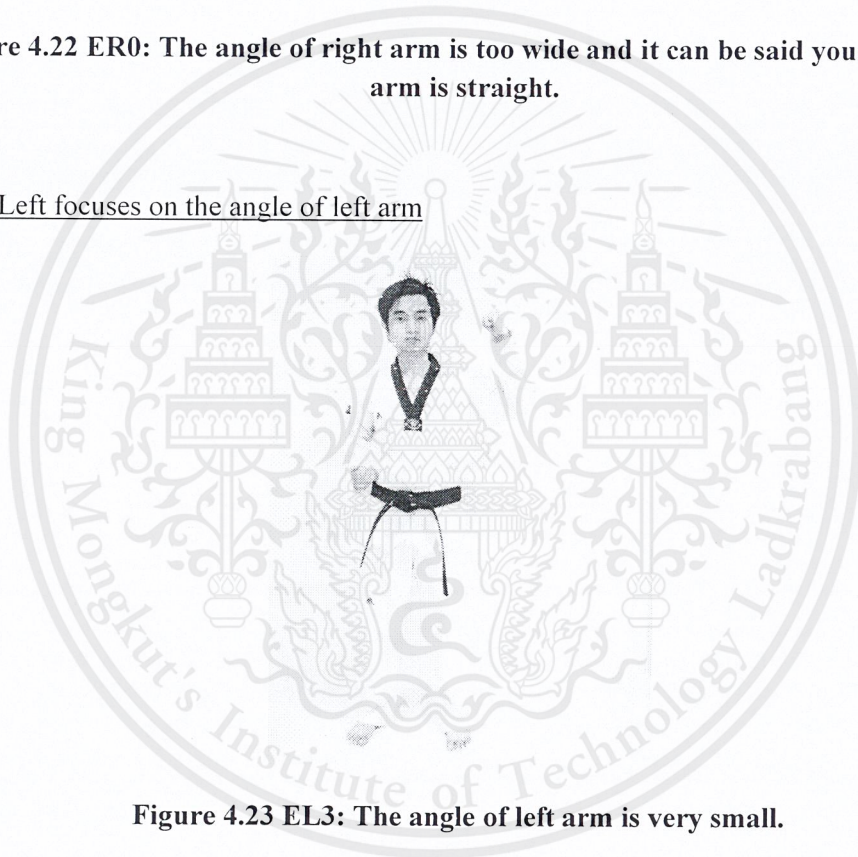 re 4.22 ER0: The angle of right arm is too wide and it can be said you
arm is straight.
Left focuses on the angle of left arm
King Mongkut's Institute of Technology Ladkrabang
Figure 4.23 EL3: The angle of left arm is very small.